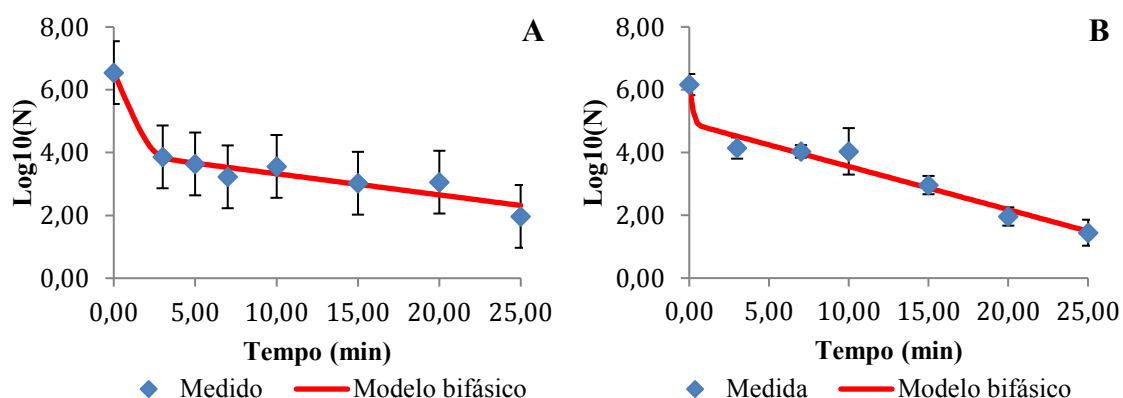 8,00
A
6,00
4,00
2,00
0,00
Log10(N)
0,00 5,00 10,00 15,00 20,00 25,00
Tempo (min)
Medido Modelo bifásico
8,00
B
6,00
4,00
2,00
0,00
Log10(N)
0,00 5,00 10,00 15,00 20,00 25,00
Tempo (min)
Medida Modelo bifásico